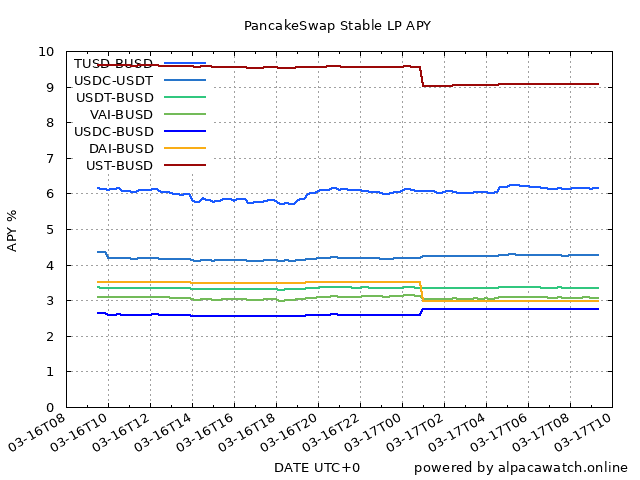 PancakeSwap Stable LP APY
10
9
8
7
6
5
4
3
2
1
0
APY %
TUSD-BUSD
USDC-USDT
USDT-BUSD
VAI-BUSD
USDC-BUSD
DAI-BUSD
UST-BUSD
03-16T08
03-16T10
03-16T12
03-16T14
03-16T16
03-16T18
03-16T20
03-16T22
03-17T00
03-17T02
03-17T04
03-17T06
03-17T08
03-17T10
DATE UTC+0
powered by alpacawatch.online